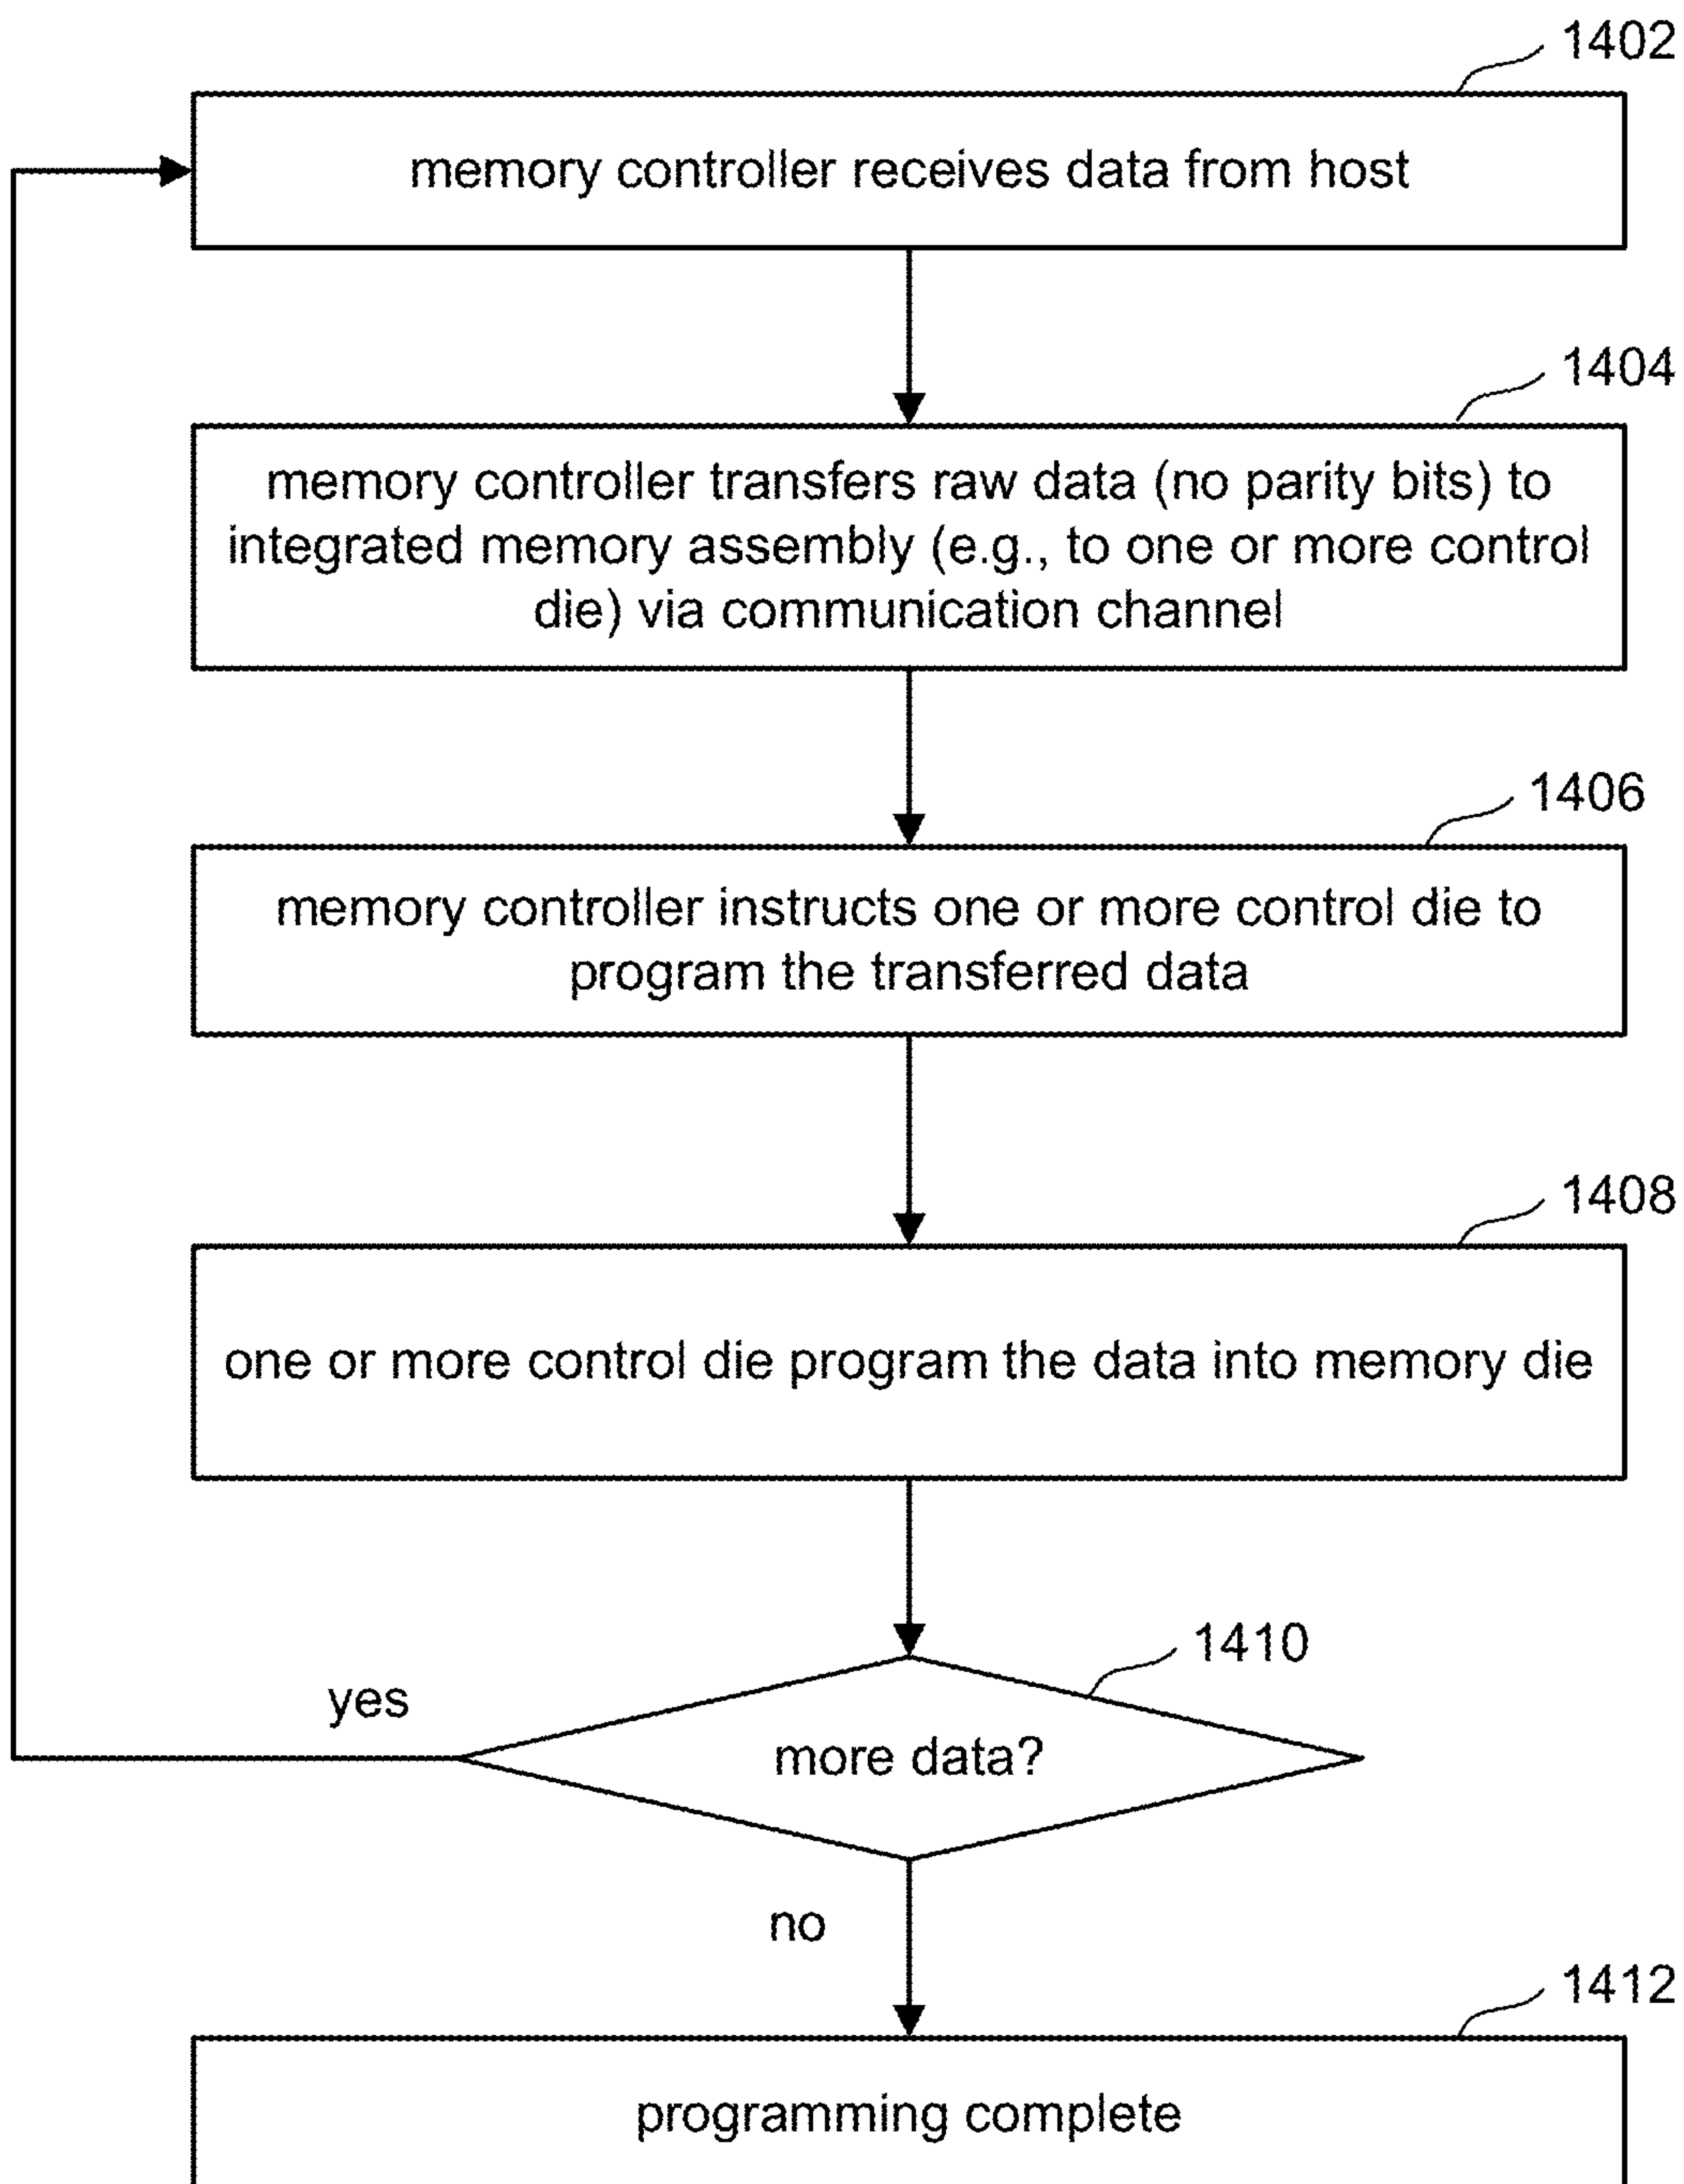 1402
memory controller receives data from host
1404
memory controller transfers raw data (no parity bits) to
integrated memory assembly (e.g., to one or more control
die) via communication channel
1406
memory controller instructs one or more control die to
program the transferred data
1408
one or more control die program the data into memory die
1410
yes
more data?
no
1412
programming complete